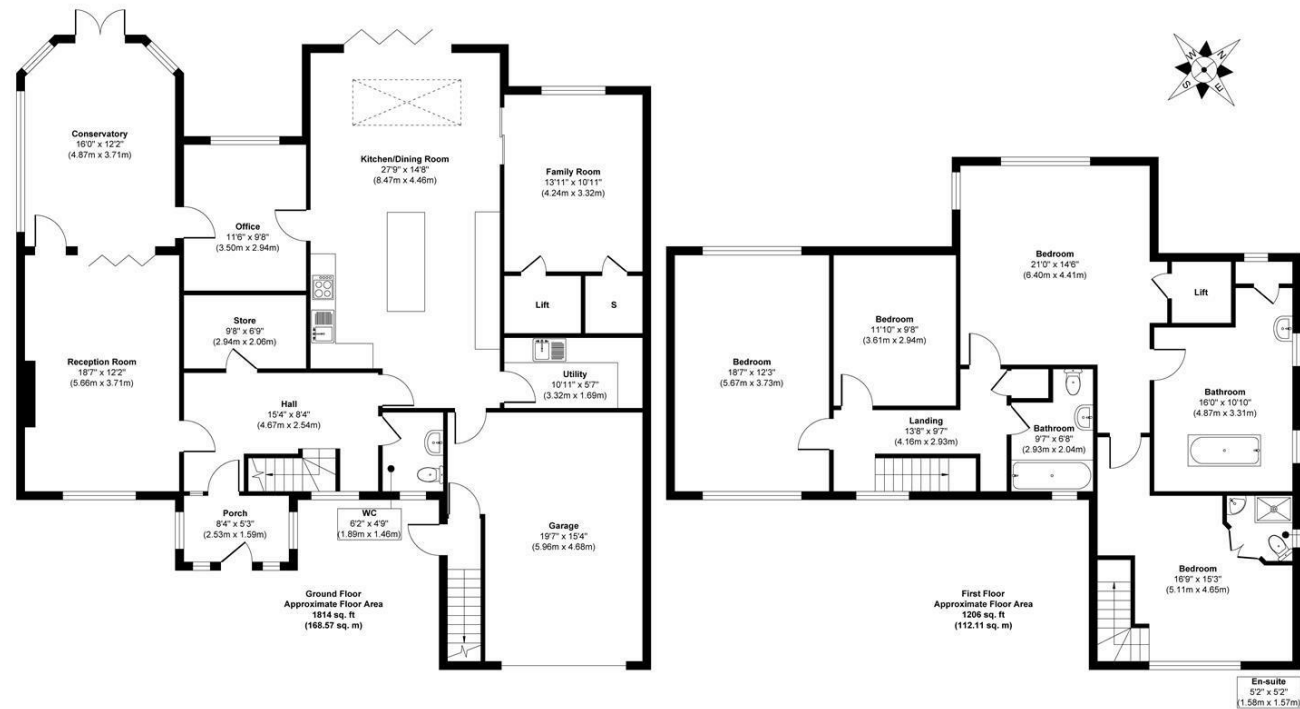 Conservatory
16'0" x 12'2"
(4.87m x 3.71m)
Kitchen/Dining Room
27'9" x 14'8"
(8.47m x 4.46m)
Family Room
13'11" x 10'11"
(4.24m x 3.32m)
Office
11'6" x 9'8"
(3.50m x 2.94m)
Lift
S
Store
9'8" x 6'9"
(2.94m x 2.06m)
Reception Room
18'7" x 12'2"
(5.66m x 3.71m)
Utility
10'11" x 5'7"
(3.32m x 1.69m)
Hall
15'4" x 8'4"
(4.67m x 2.54m)
Porch
8'4" x 5'3"
(2.53m x 1.59m)
WC
6'2" x 4'9"
(1.89m x 1.46m)
Garage
19'7" x 15'4"
(5.96m x 4.68m)
Ground Floor
Approximate Floor Area
1814 sq. ft
(168.57 sq. m)
W N
S E
Bedroom
21'0" x 14'6"
(6.40m x 4.41m)
Lift
Bedroom
11'10" x 9'8"
(3.61m x 2.94m)
Bedroom
18'7" x 12'3"
(5.67m x 3.73m)
Bathroom
16'0" x 10'10"
(4.87m x 3.31m)
Landing
13'8" x 9'7"
(4.16m x 2.93m)
Bathroom
9'7" x 6'8"
(2.93m x 2.04m)
Bedroom
16'9" x 15'3"
(5.11m x 4.65m)
First Floor
Approximate Floor Area
1206 sq. ft
(112.11 sq. m)
En-suite
5'2" x 5'2"
(1.58m x 1.57m)